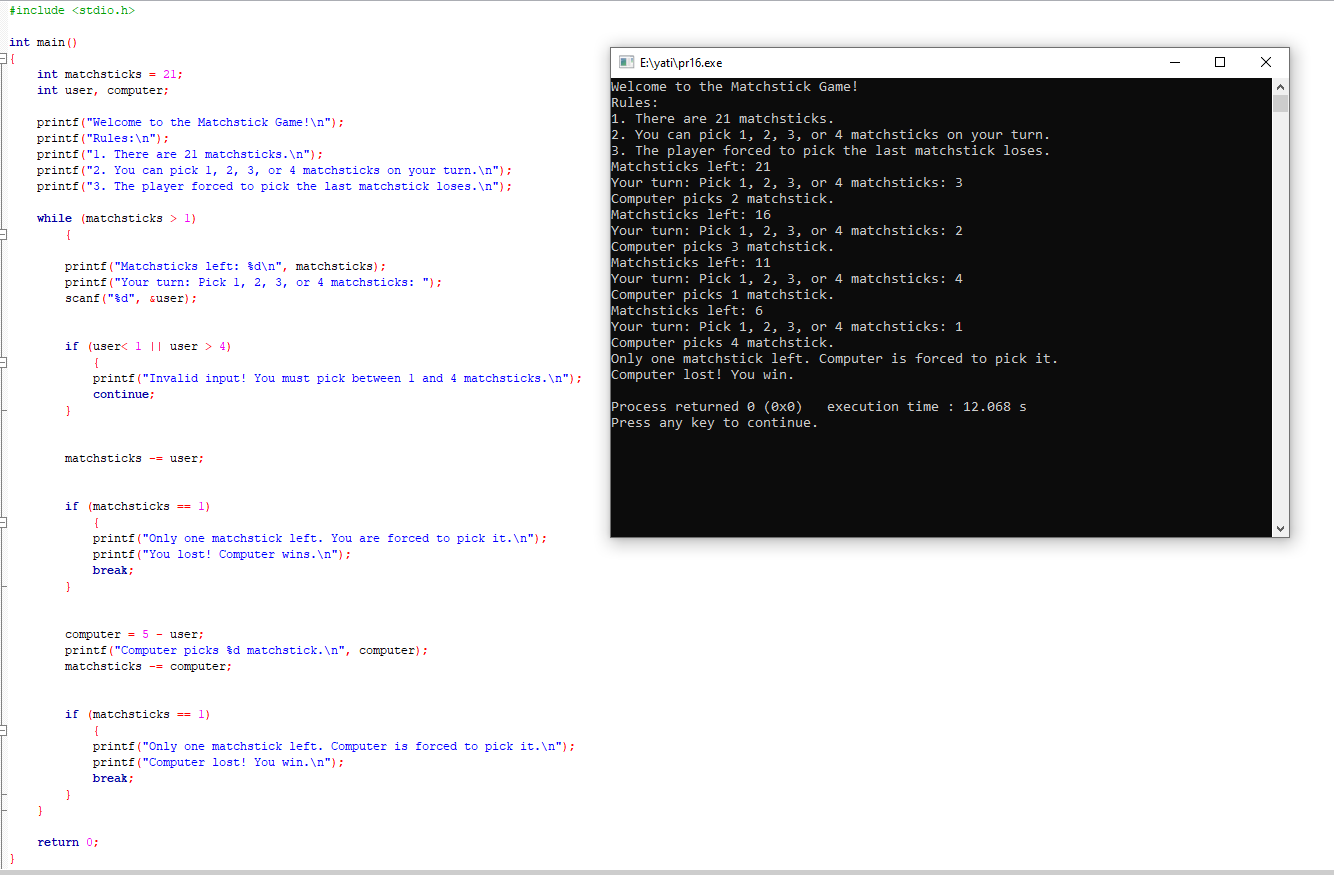 #include <stdio.h>
int main()
{
int matchsticks = 21;
int user, computer;
printf("Welcome to the Matchstick Game!\n");
printf("Rules:\n");
printf("1. There are 21 matchsticks.\n");
printf("2. You can pick 1, 2, 3, or 4 matchsticks on your turn.\n");
printf("3. The player forced to pick the last matchstick loses.\n");
while (matchsticks > 1)
{
printf("Matchsticks left: %d\n", matchsticks);
printf("Your turn: Pick 1, 2, 3, or 4 matchsticks: ");
scanf("%d", &user);
if (user< 1 || user > 4)
{
printf("Invalid input! You must pick between 1 and 4 matchsticks.\n");
continue;
}
matchsticks -= user;
if (matchsticks == 1)
{
printf("Only one matchstick left. You are forced to pick it.\n");
printf("You lost! Computer wins.\n");
break;
}
computer = 5 - user;
printf("Computer picks %d matchstick.\n", computer);
matchsticks -= computer;
if (matchsticks == 1)
{
printf("Only one matchstick left. Computer is forced to pick it.\n");
printf("Computer lost! You win.\n");
break;
}
}
return 0;
}
E:\yati\pr16.exe
Welcome to the Matchstick Game!
Rules:
1. There are 21 matchsticks.
2. You can pick 1, 2, 3, or 4 matchsticks on your turn.
3. The player forced to pick the last matchstick loses.
Matchsticks left: 21
Your turn: Pick 1, 2, 3, or 4 matchsticks: 3
Computer picks 2 matchstick.
Matchsticks left: 16
Your turn: Pick 1, 2, 3, or 4 matchsticks: 2
Computer picks 3 matchstick.
Matchsticks left: 11
Your turn: Pick 1, 2, 3, or 4 matchsticks: 4
Computer picks 1 matchstick.
Matchsticks left: 6
Your turn: Pick 1, 2, 3, or 4 matchsticks: 1
Computer picks 4 matchstick.
Only one matchstick left. Computer is forced to pick it.
Computer lost! You win.
Process returned 0 (0x0)   execution time : 12.068 s
Press any key to continue.